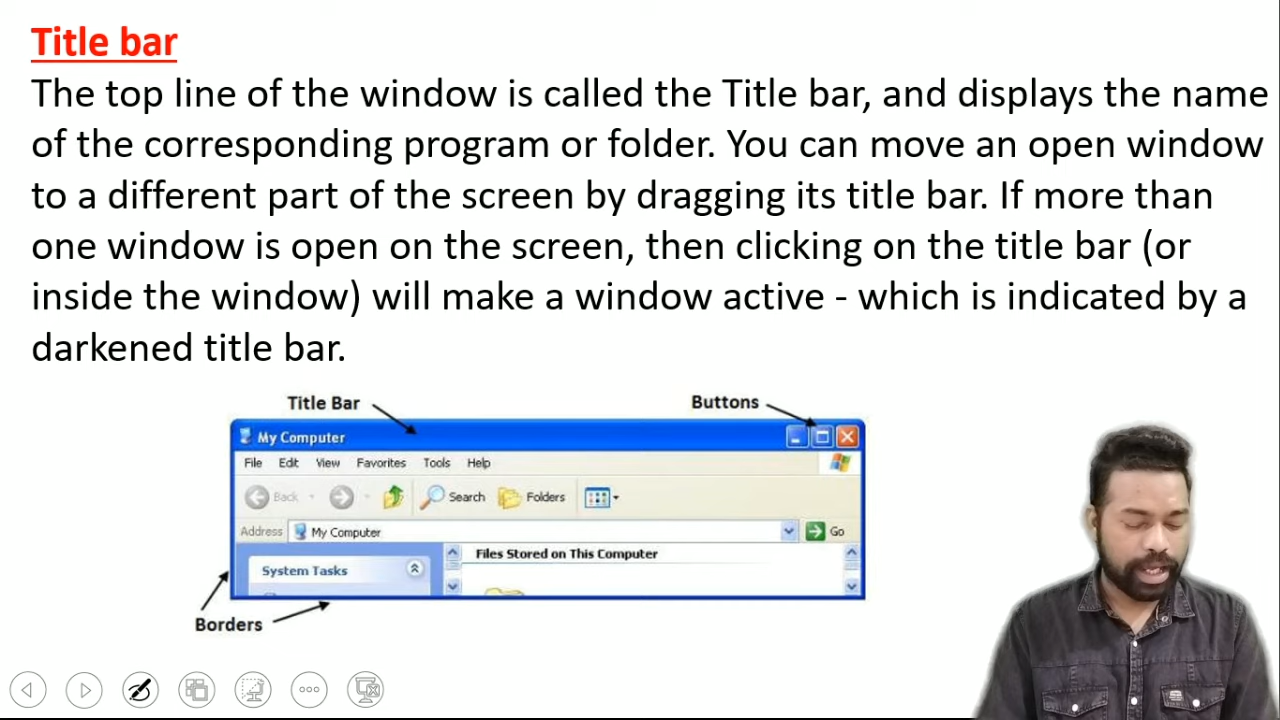 Title bar
The top line of the window is called the Title bar, and displays the name
of the corresponding program or folder. You can move an open window
to a different part of the screen by dragging its title bar. If more than
one window is open on the screen, then clicking on the title bar (or
inside the window) will make a window active - which is indicated by a
darkened title bar.
Title Bar
Buttons
My Computer
File Edit View Favorites Tools Help
Back Search Folders
Address My Computer Go
System Tasks
Files Stored on This Computer
Borders